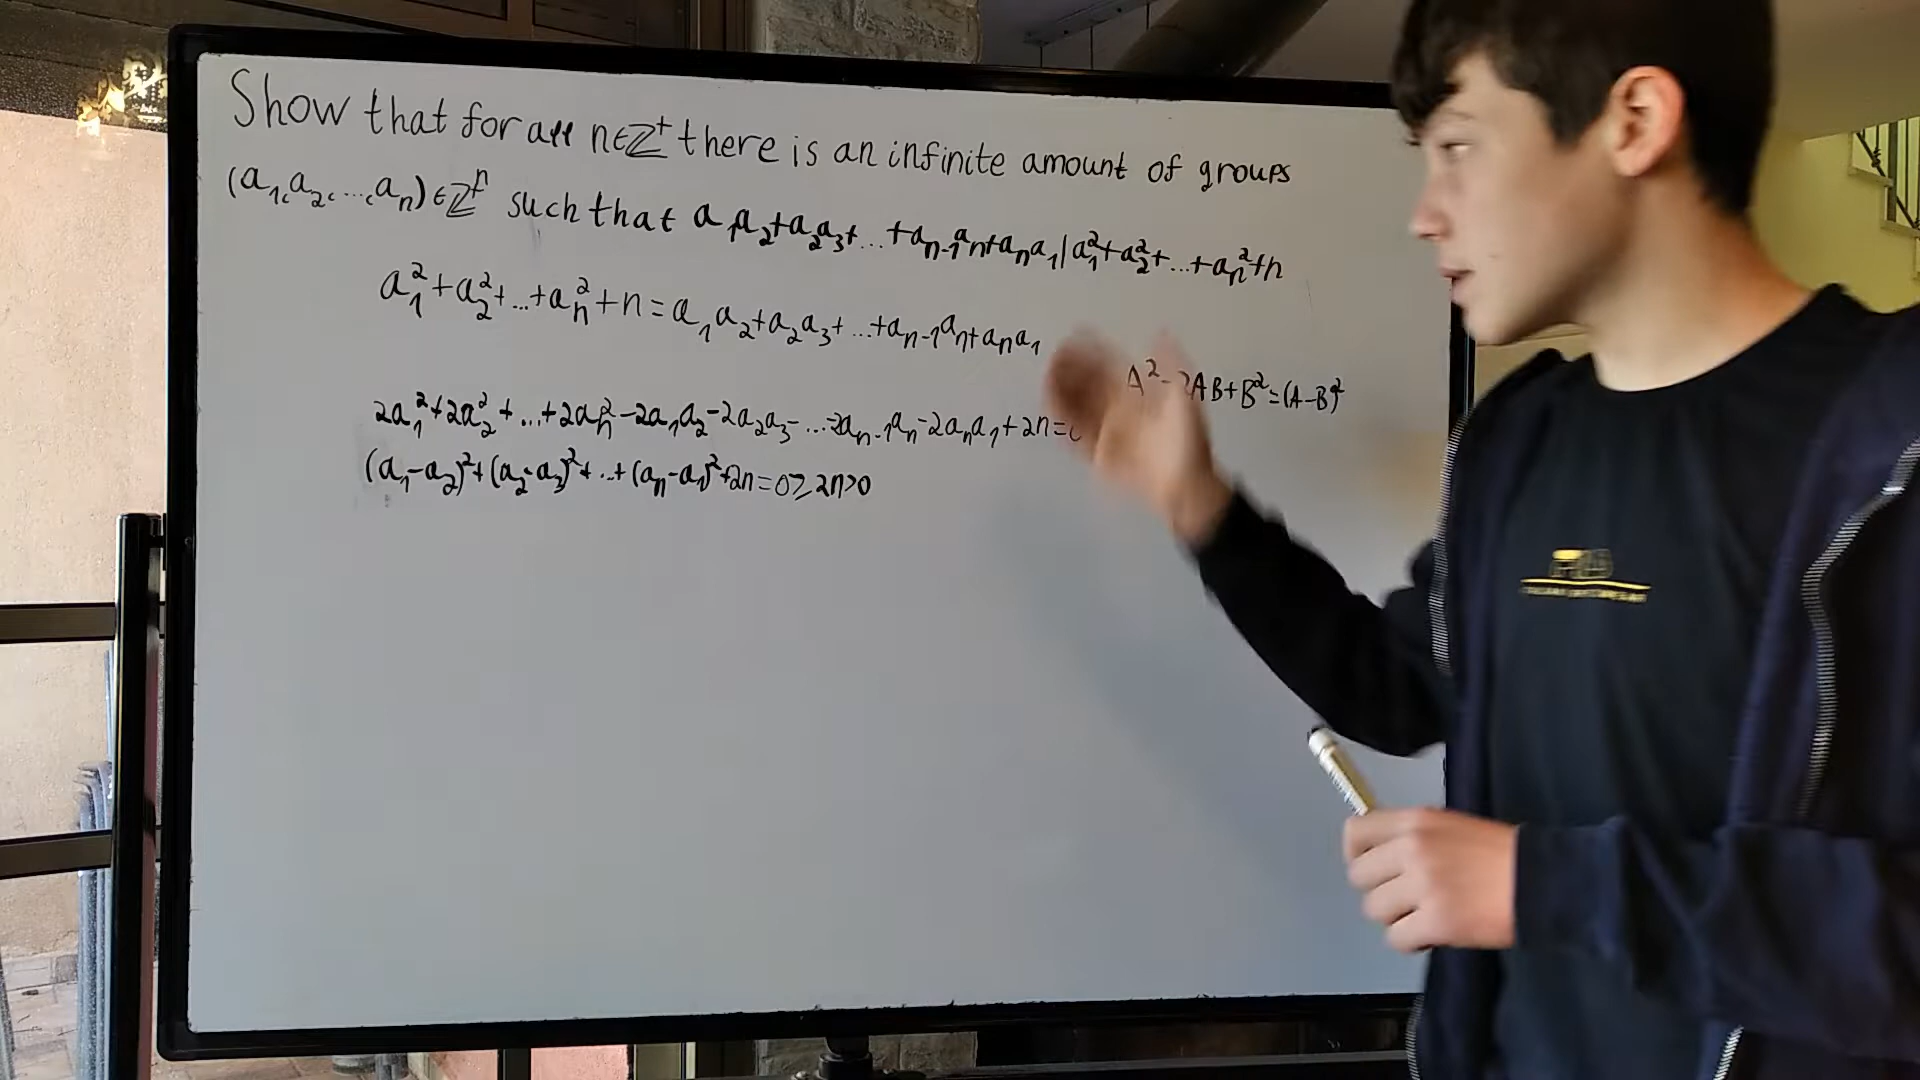 Show that for all n∈ℤ⁺ there is an infinite amount of groups
(a₁, a₂, ..., aₙ) ∈ ℤⁿ such that a₁a₂+a₂a₃+...+aₙ₋₁aₙ+aₙa₁|a₁²+a₂²+...+aₙ²+n
a₁²+a₂²+...+aₙ²+n=a₁a₂+a₂a₃+...+aₙ₋₁aₙ+aₙa₁
A²-2AB+B²=(A-B)²
2a₁²+2a₂²+...+2aₙ²-2a₁a₂-2a₂a₃-...-2aₙ₋₁aₙ-2aₙa₁+2n=
(a₁-a₂)²+(a₂-a₃)²+...+(aₙ-a₁)²+2n=0≥2n>0